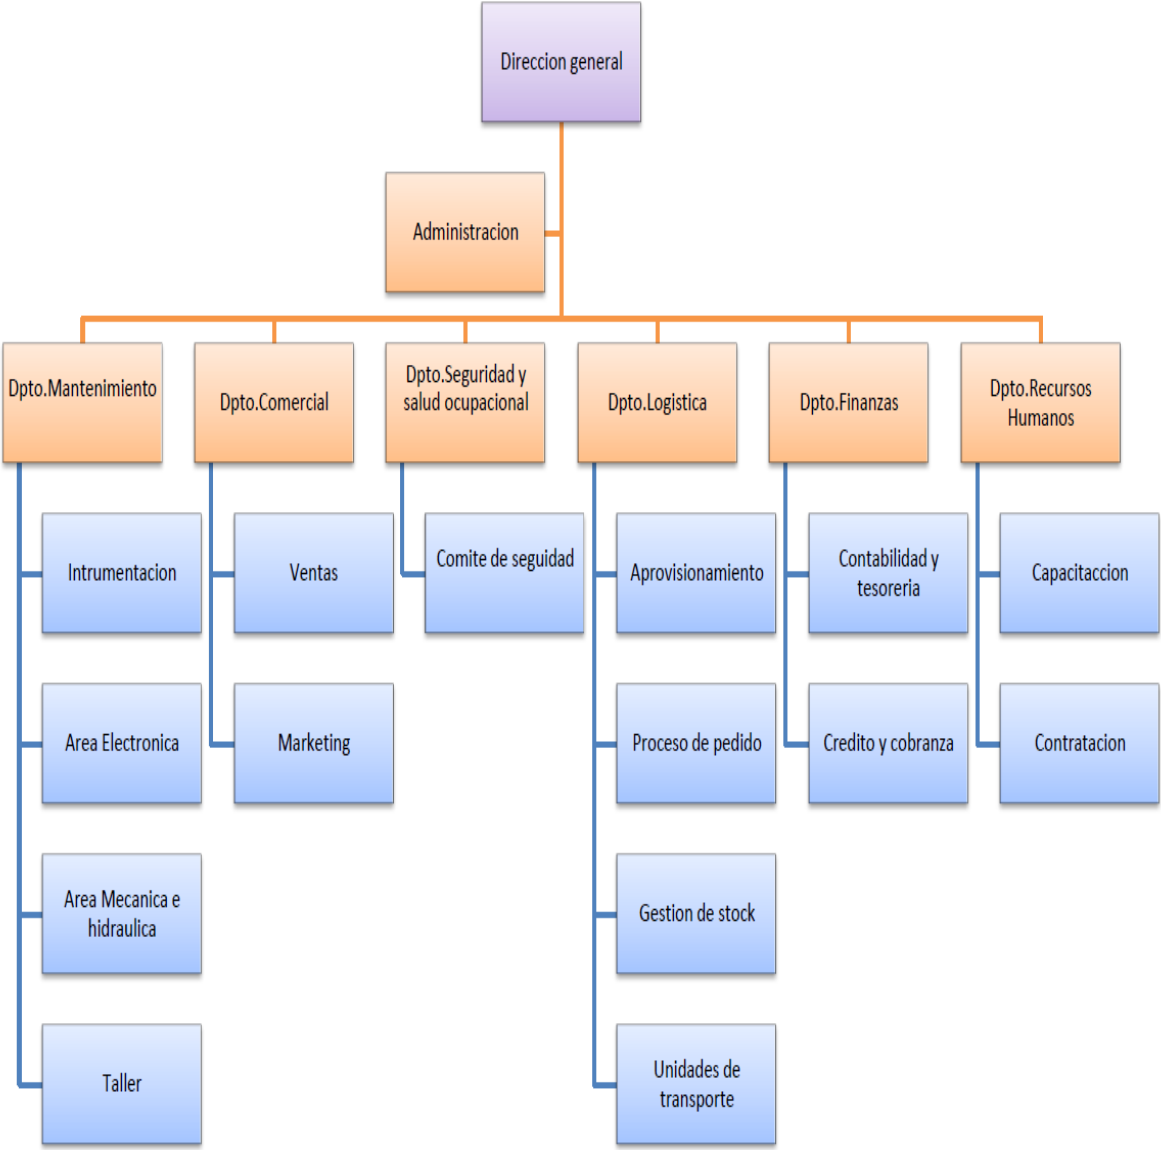 Direccion general
Administracion
Dpto.Mantenimiento
Dpto.Comercial
Dpto.Seguridad y
salud ocupacional
Dpto.Logistica
Dpto.Finanzas
Dpto.Recursos
Humanos
Intrumentacion
Ventas
Comite de seguidad
Aprovisionamiento
Contabilidad y
tesoreria
Capacitaccion
Area Electronica
Marketing
Proceso de pedido
Credito y cobranza
Contratacion
Area Mecanica e
hidraulica
Gestion de stock
Taller
Unidades de
transporte